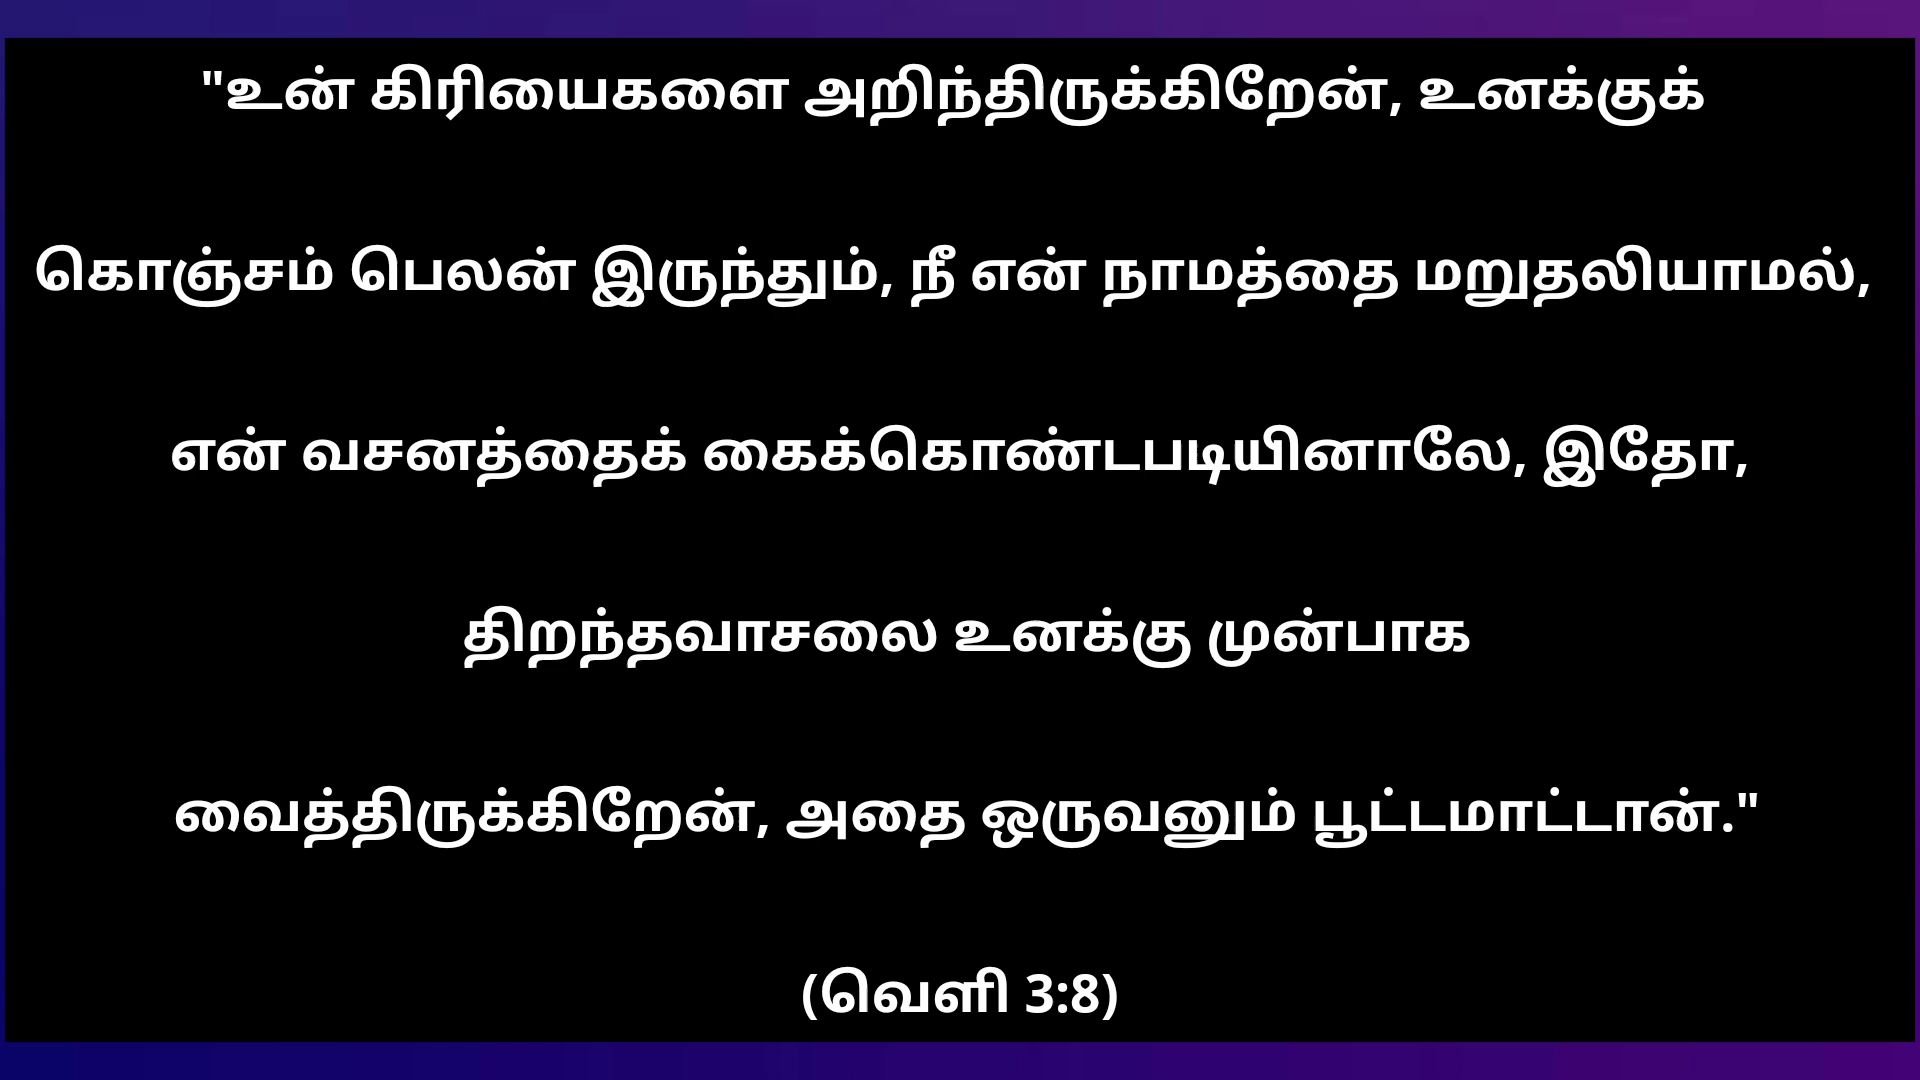 "உன் கிரியைகளை அறிந்திருக்கிறேன், உனக்குக்
கொஞ்சம் பெலன் இருந்தும், நீ என் நாமத்தை மறுதலியாமல்,
என் வசனத்தைக் கைக்கொண்டபடியினாலே, இதோ,
திறந்தவாசலை உனக்கு முன்பாக
வைத்திருக்கிறேன், அதை ஒருவனும் பூட்டமாட்டான்."
(வெளி 3:8)